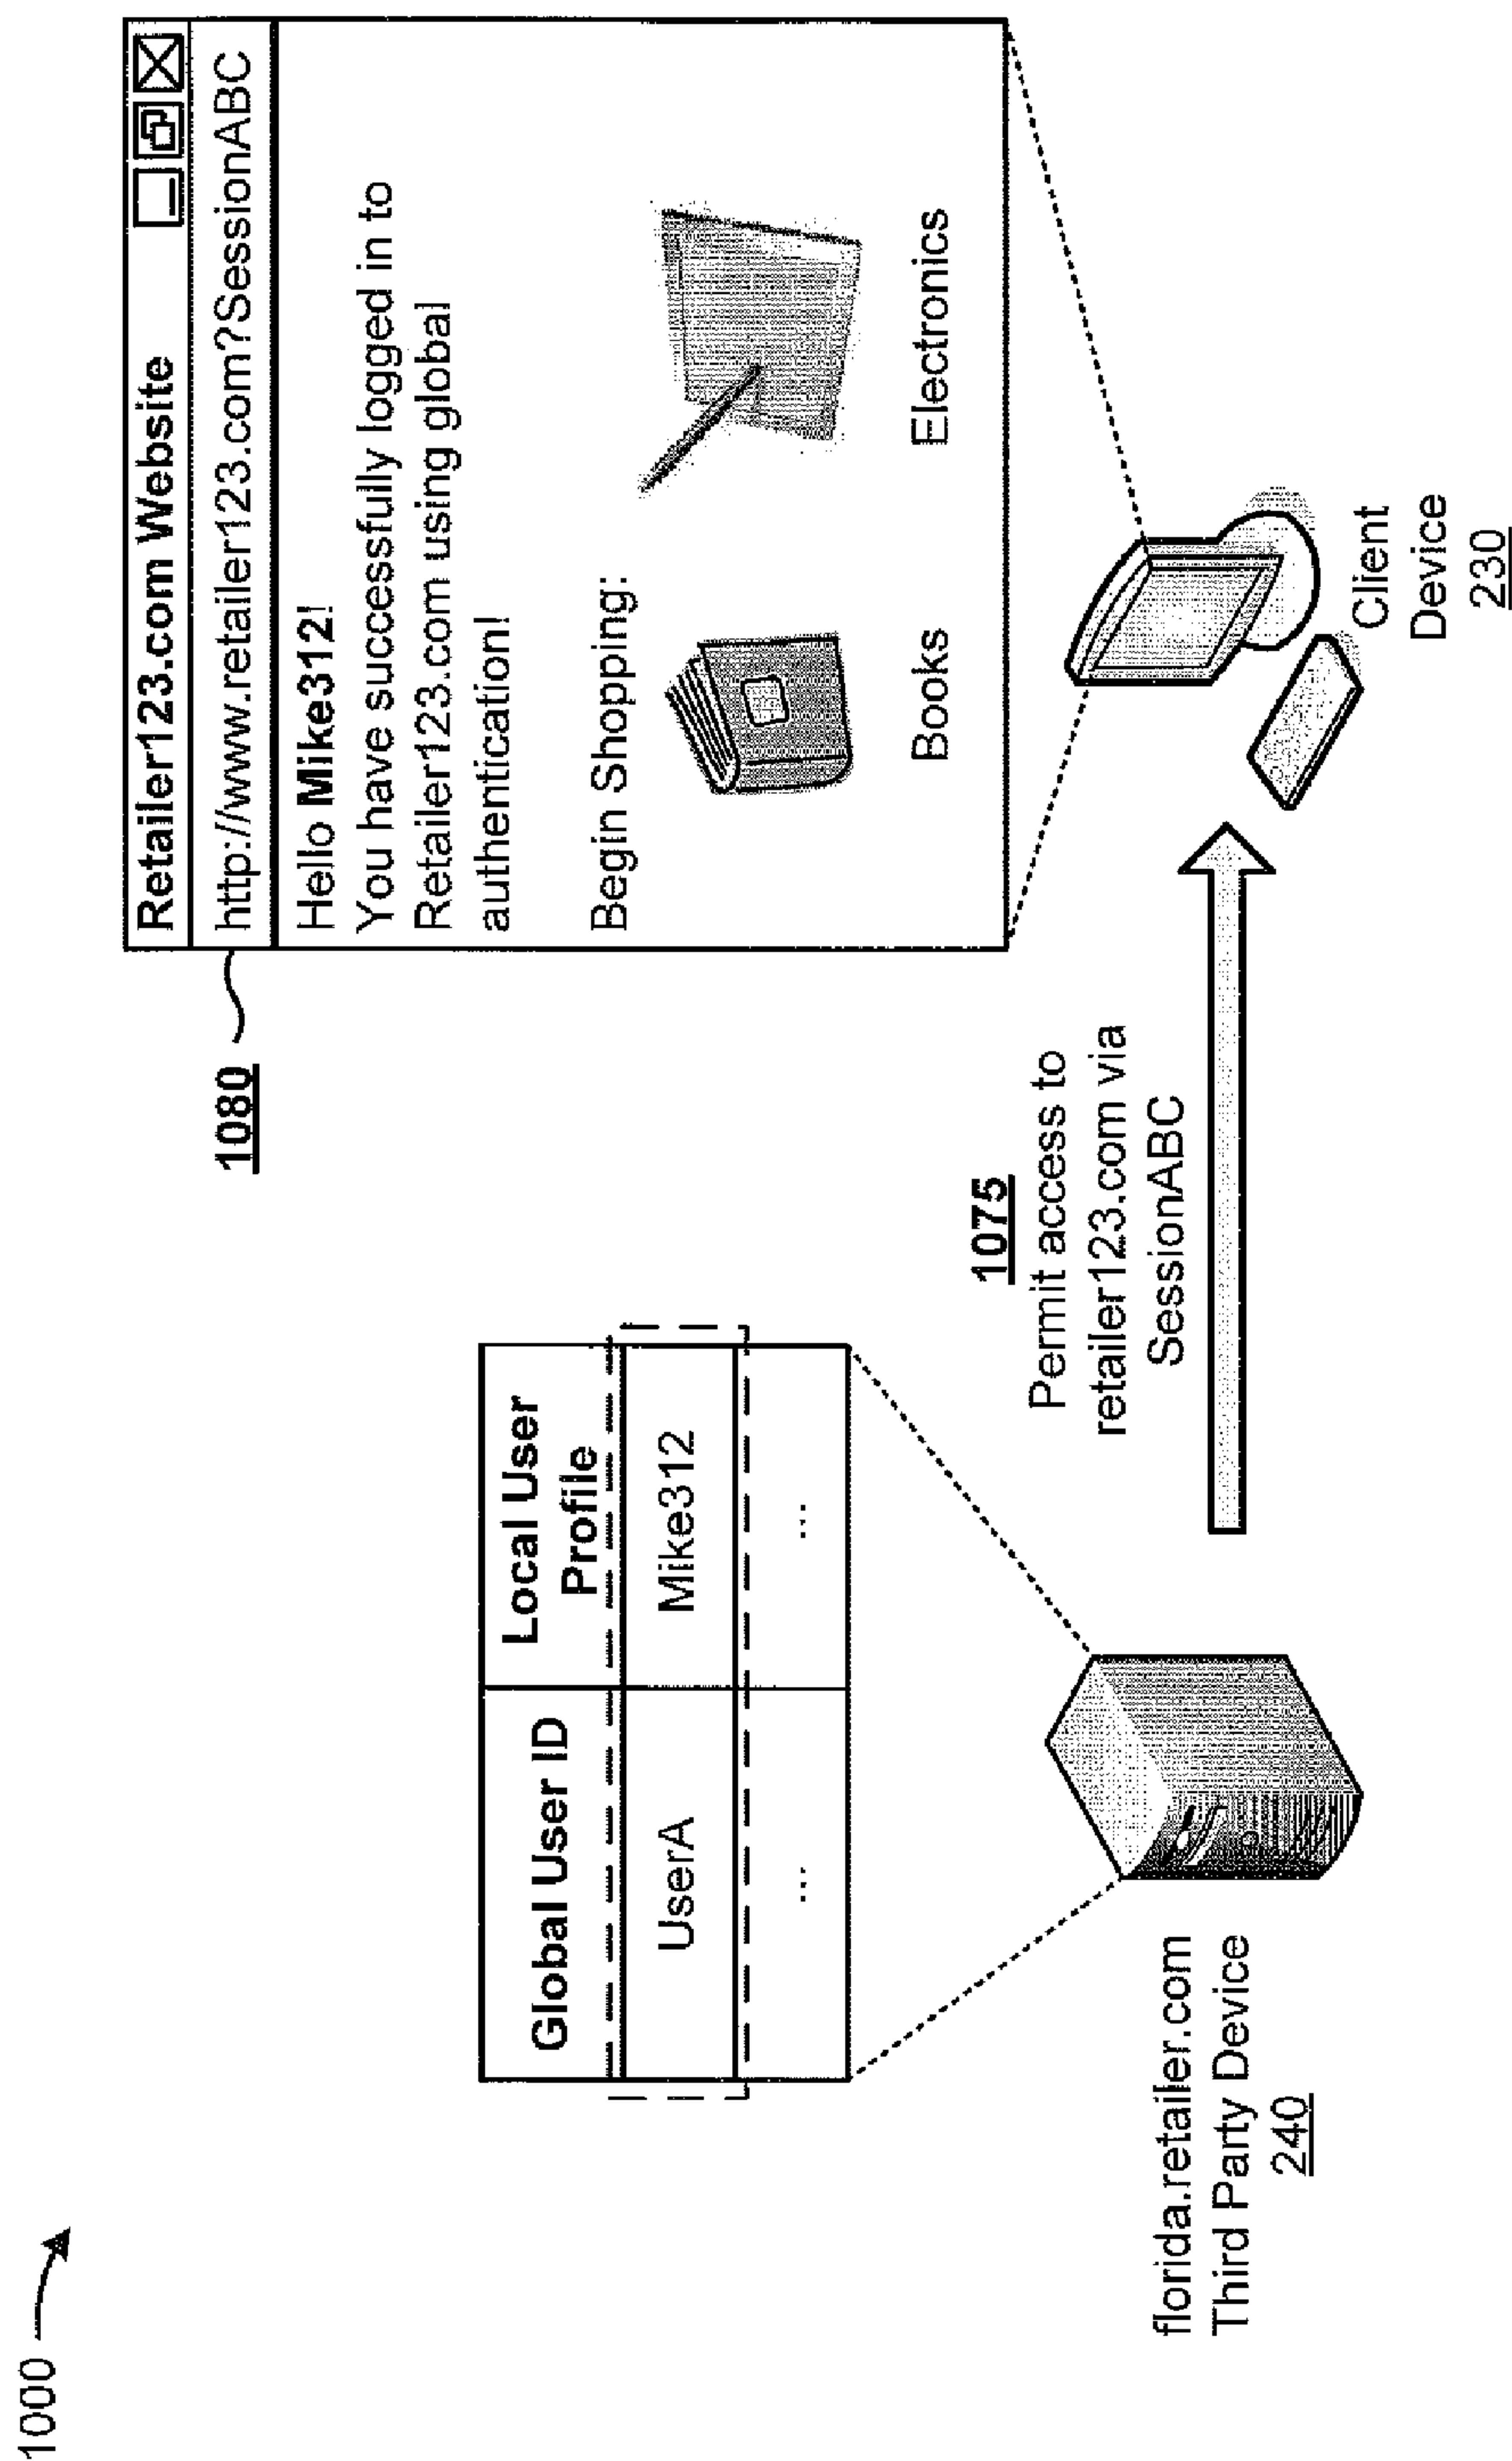 1000
Global User ID
Local User
Profile
UserA
Mike312
...
...
florida.retailer.com
Third Party Device
240
1075
Permit access to
retailer123.com via
SessionABC
1080
Retailer123.com Website
http://www.retailer123.com?SessionABC
Hello Mike312!
You have successfully logged in to
Retailer123.com using global
authentication!
Begin Shopping:
Books
Electronics
Client
Device
230